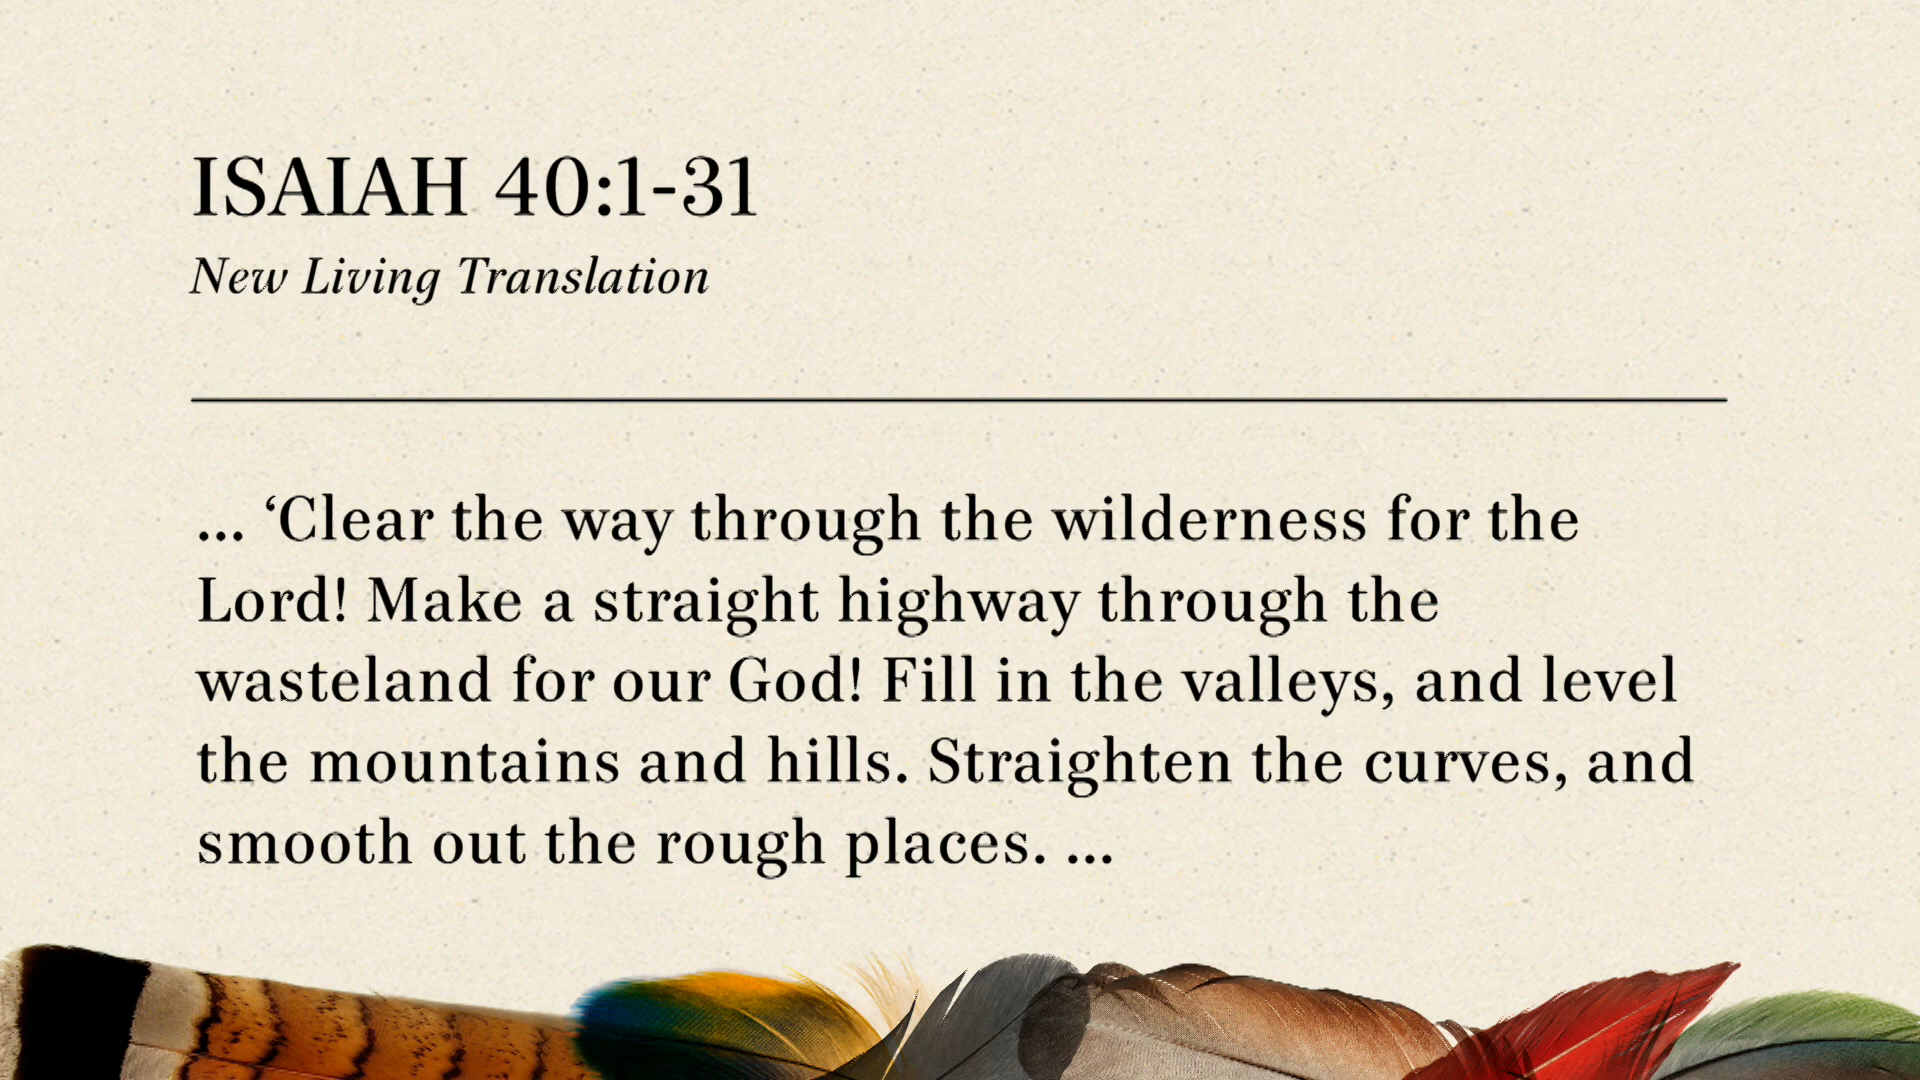 ISAIAH 40:1-31
New Living Translation
... ‘Clear the way through the wilderness for the
Lord! Make a straight highway through the
wasteland for our God! Fill in the valleys, and level
the mountains and hills. Straighten the curves, and
smooth out the rough places. ...